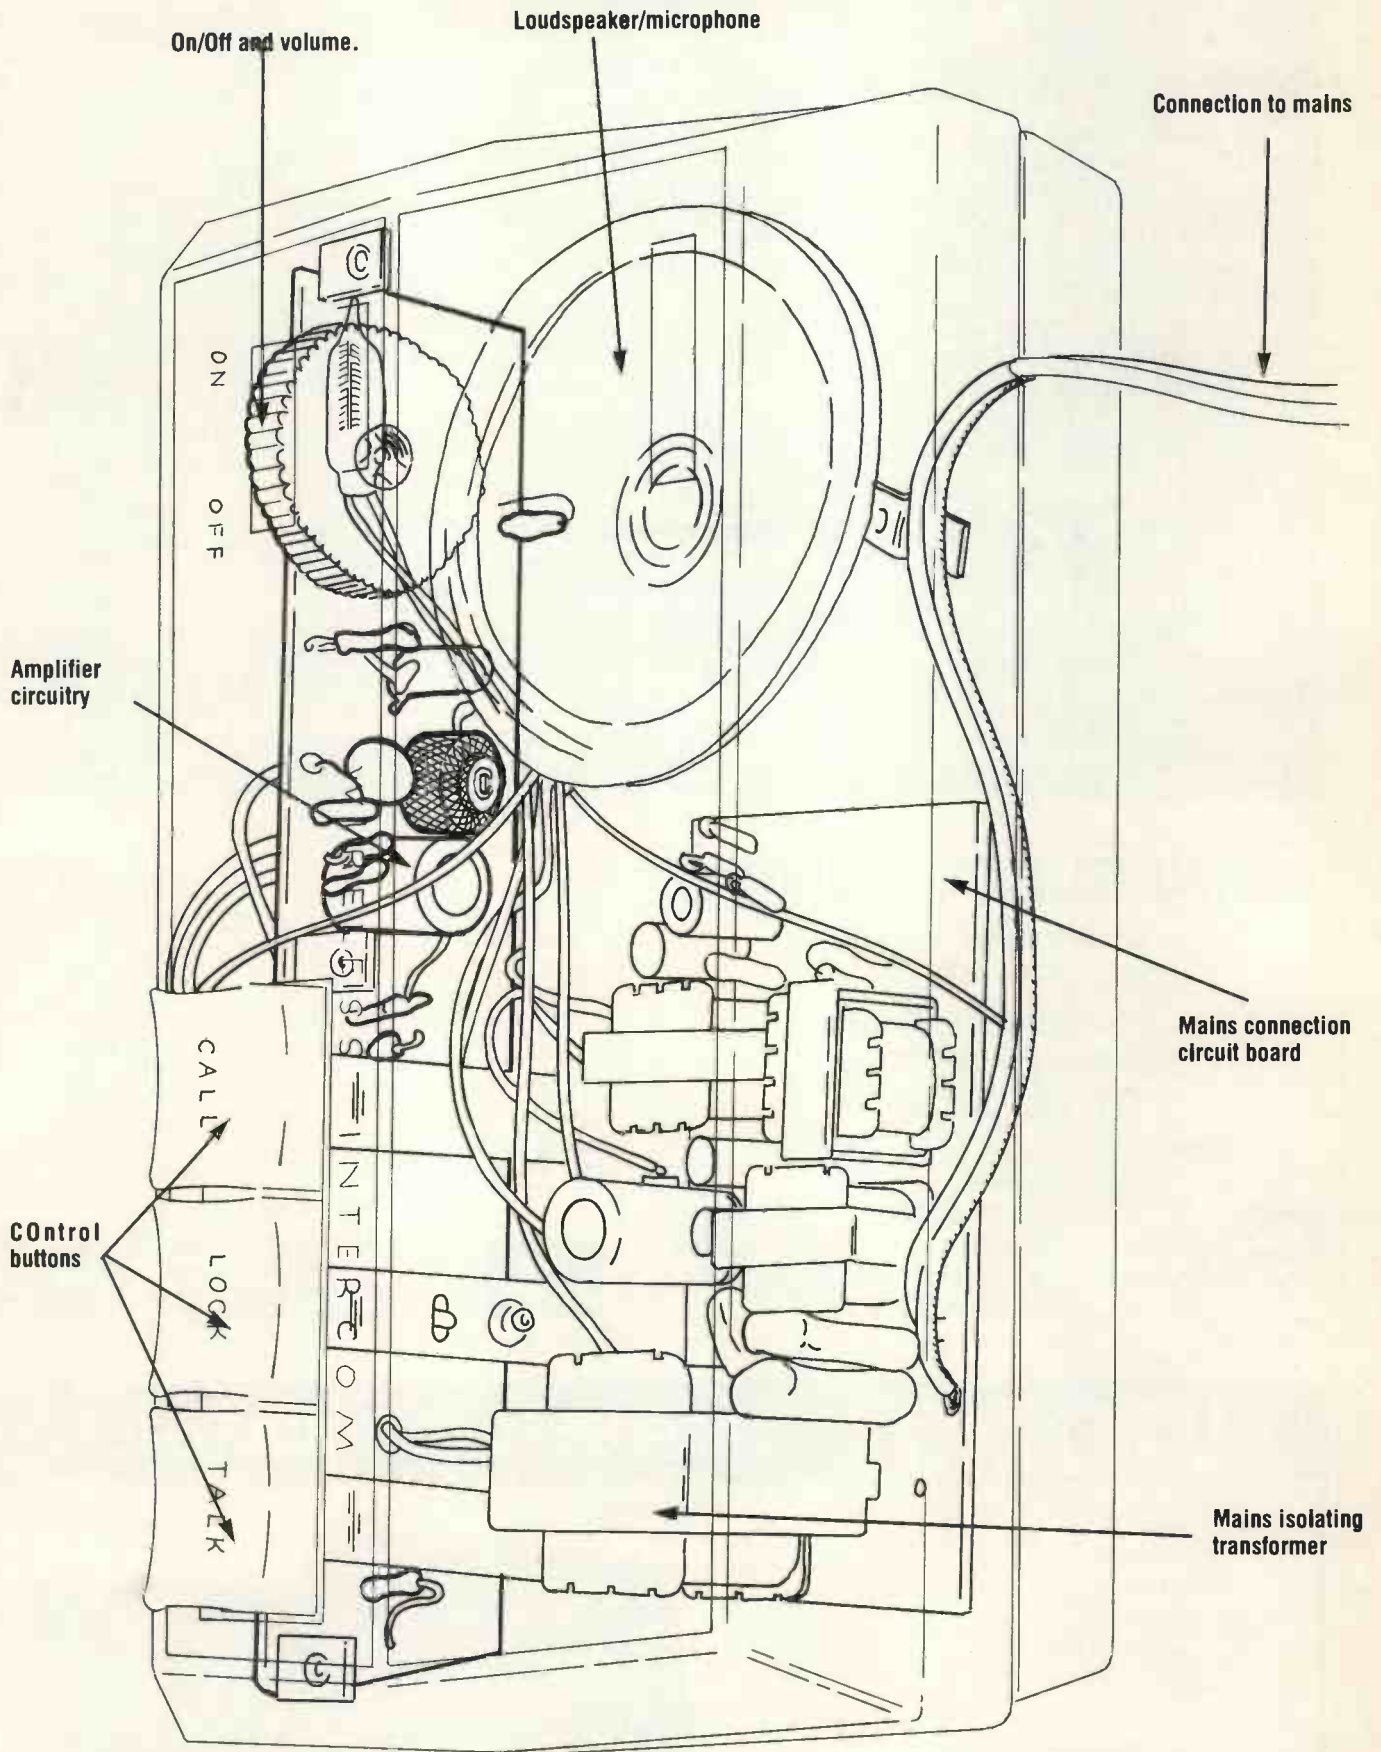 Loudspeaker/microphone
On/Off and volume.
Connection to mains
ON
OFF
Amplifier
circuitry
Mains connection
circuit board
CALL
COntrol
buttons
LOCK
INTERCOM
TALK
Mains isolating
transformer